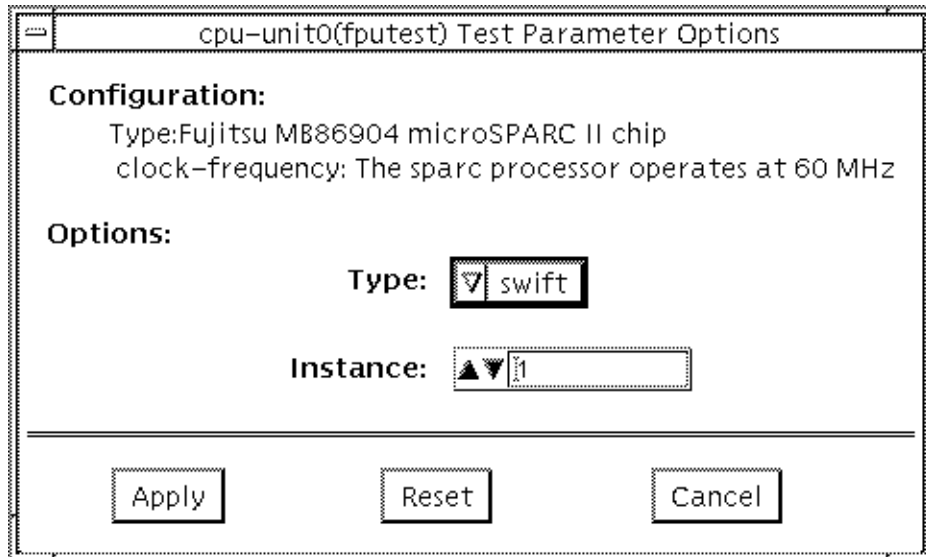 cpu-unit0(fputest) Test Parameter Options
Configuration:
Type:Fujitsu MB86904 microSPARC II chip
clock-frequency: The sparc processor operates at 60 MHz
Options:
Type: swift
Instance: 1
Apply Reset Cancel